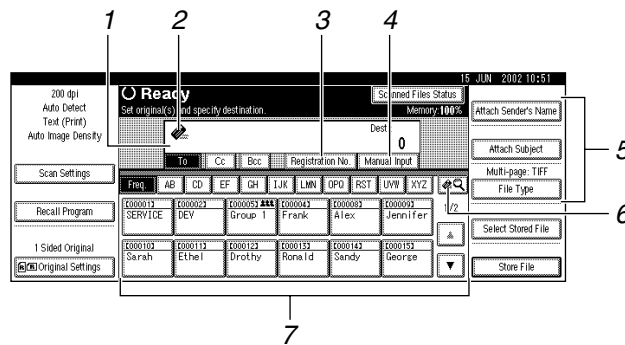 1 2 3 4
15 JUN 2002 10:51
200 dpi
Auto Detect
Text (Print)
Auto Image Density
Scan Settings
Recall Program
1 Sided Original
Original Settings
Ready
Scanned Files Status
Set original(s) and specify destination.
Memory:100%
Dest.
0
To Cc Bcc Registration No. Manual Input
Freq. AB CD EF GH IJK LMN OPQ RST UVW XYZ
[00001] [00002] [00005] [00004] [00008] [00009]
SERVICE DEV Group 1 Frank Alex Jennifer
1/2
[00010] [00011] [00012] [00013] [00014] [00015]
Sarah Ethel Drothy Ronald Sandy George
Attach Sender's Name
Attach Subject
Multi-page: TIFF
File Type
Select Stored File
Store File
5
6
7